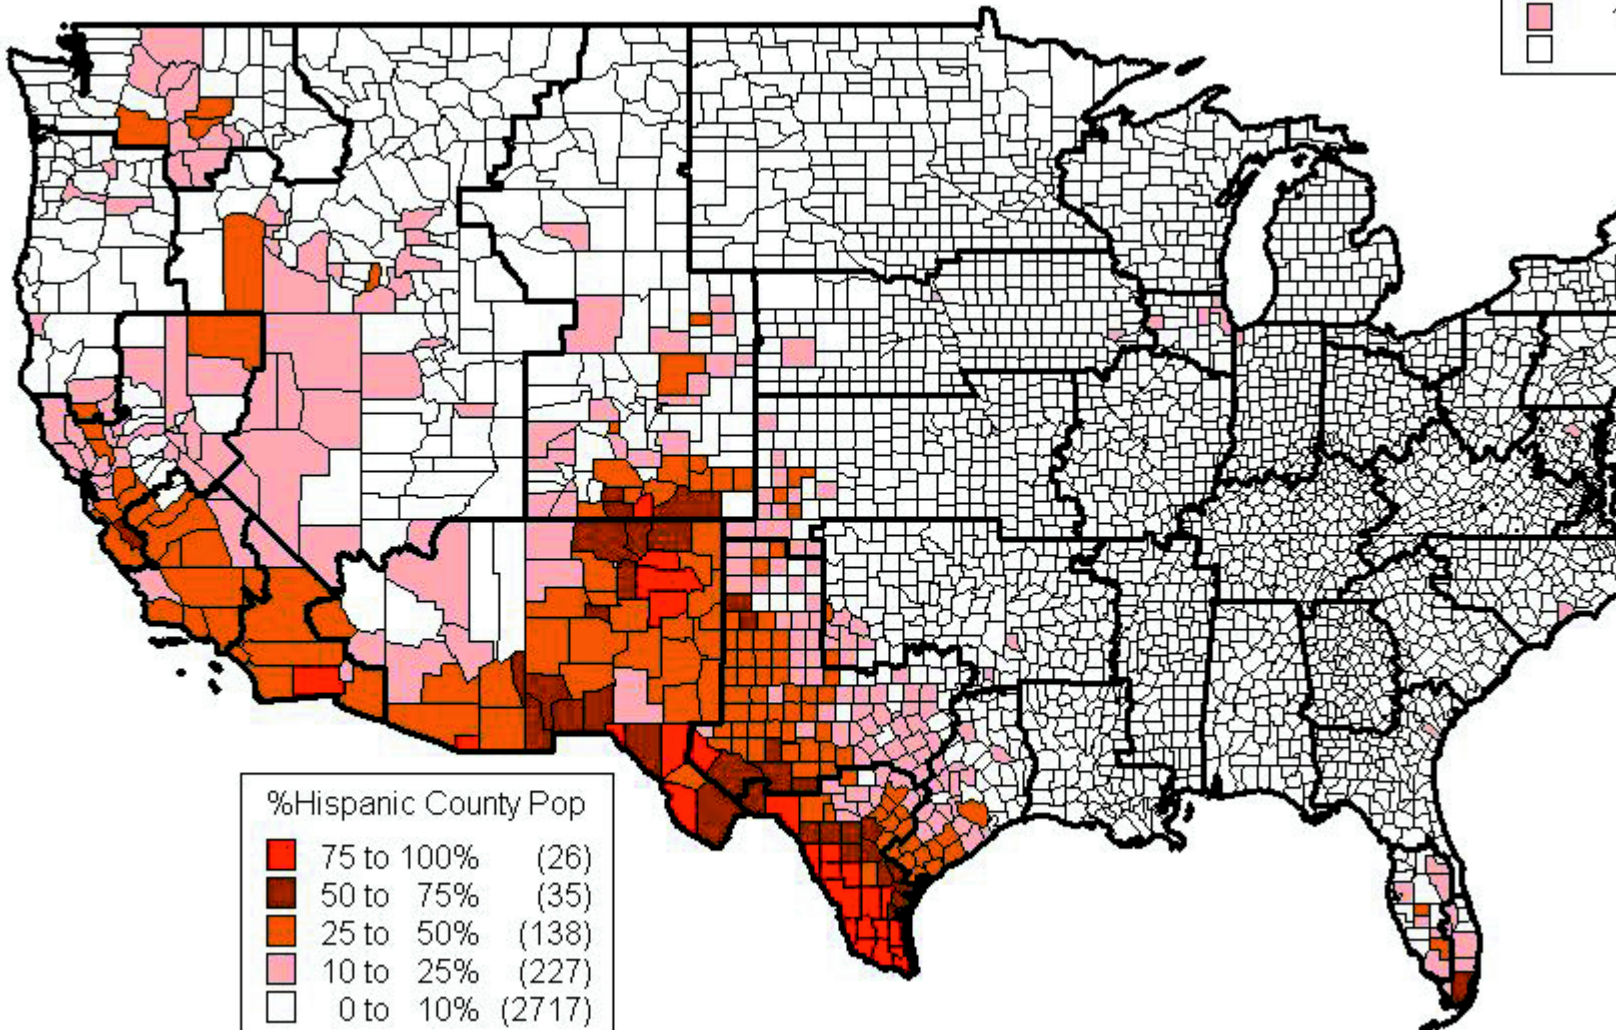 %Hispanic County Pop
75 to 100% (26)
50 to 75% (35)
25 to 50% (138)
10 to 25% (227)
0 to 10% (2717)